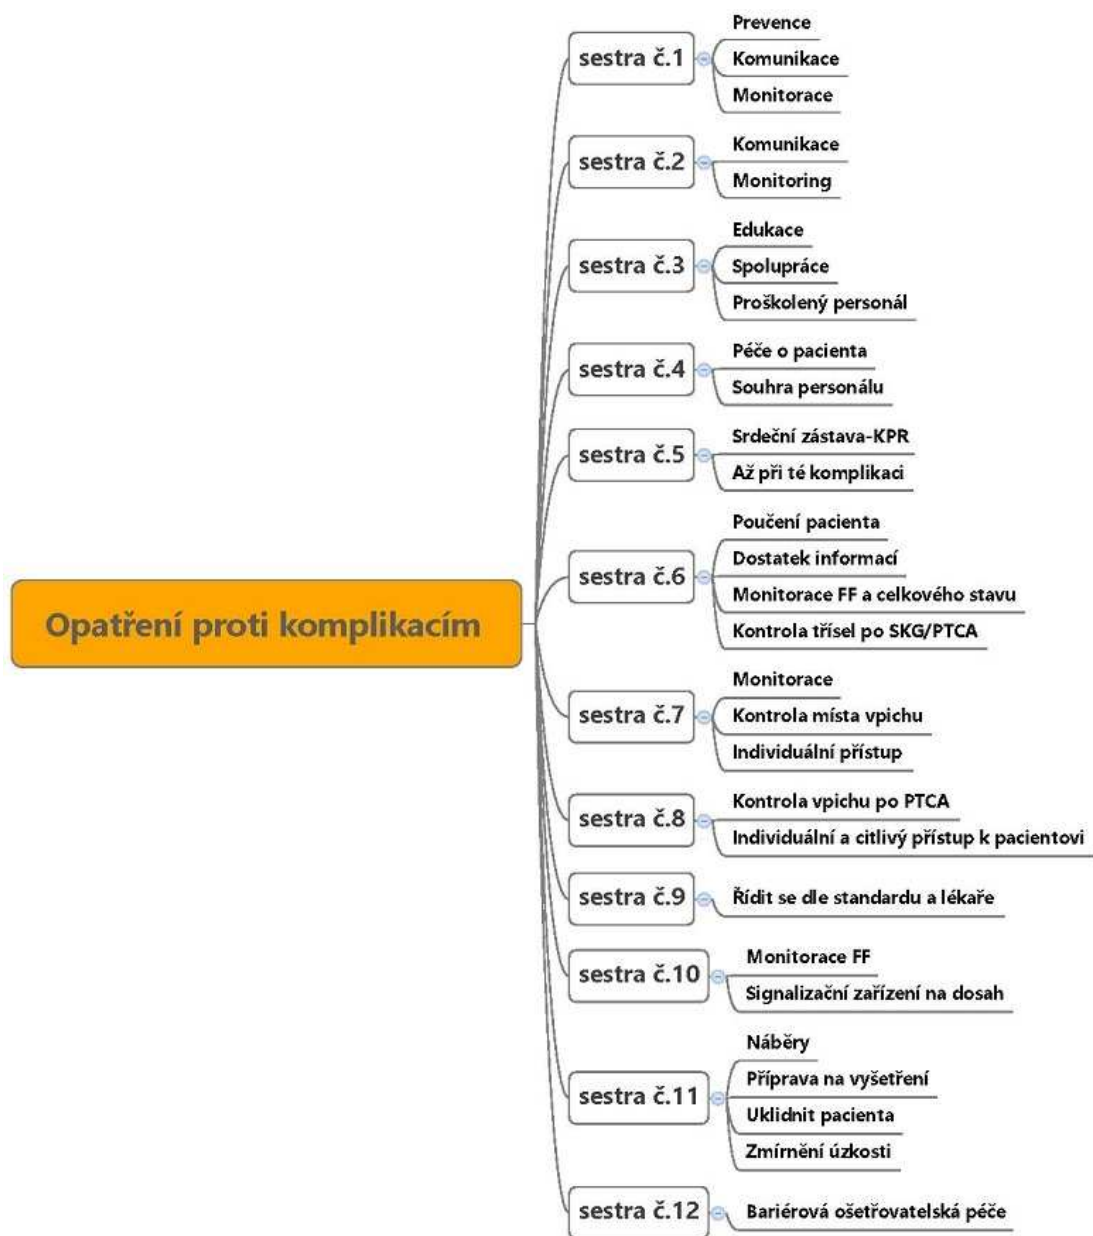 Opatření proti komplikacím
sestra č.1
Prevence
Komunikace
Monitorace
sestra č.2
Komunikace
Monitoring
sestra č.3
Edukace
Spolupráce
Proškolený personál
sestra č.4
Péče o pacienta
Souhra personálu
sestra č.5
Srdeční zástava-KPR
Až při té komplikaci
sestra č.6
Poučení pacienta
Dostatek informací
Monitorace FF a celkového stavu
Kontrola třísel po SKG/PTCA
sestra č.7
Monitorace
Kontrola místa vpichu
Individuální přístup
sestra č.8
Kontrola vpichu po PTCA
Individuální a citlivý přístup k pacientovi
sestra č.9
Řídit se dle standardu a lékaře
sestra č.10
Monitorace FF
Signalizační zařízení na dosah
sestra č.11
Náběry
Příprava na vyšetření
Uklidnit pacienta
Zmírnění úzkosti
sestra č.12
Bariérová ošetřovatelská péče